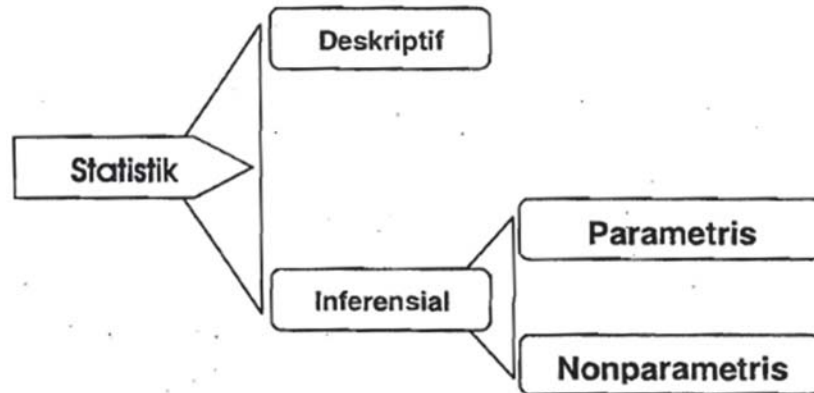 Deskriptif
Statistik
Inferensial
Parametris
Nonparametris